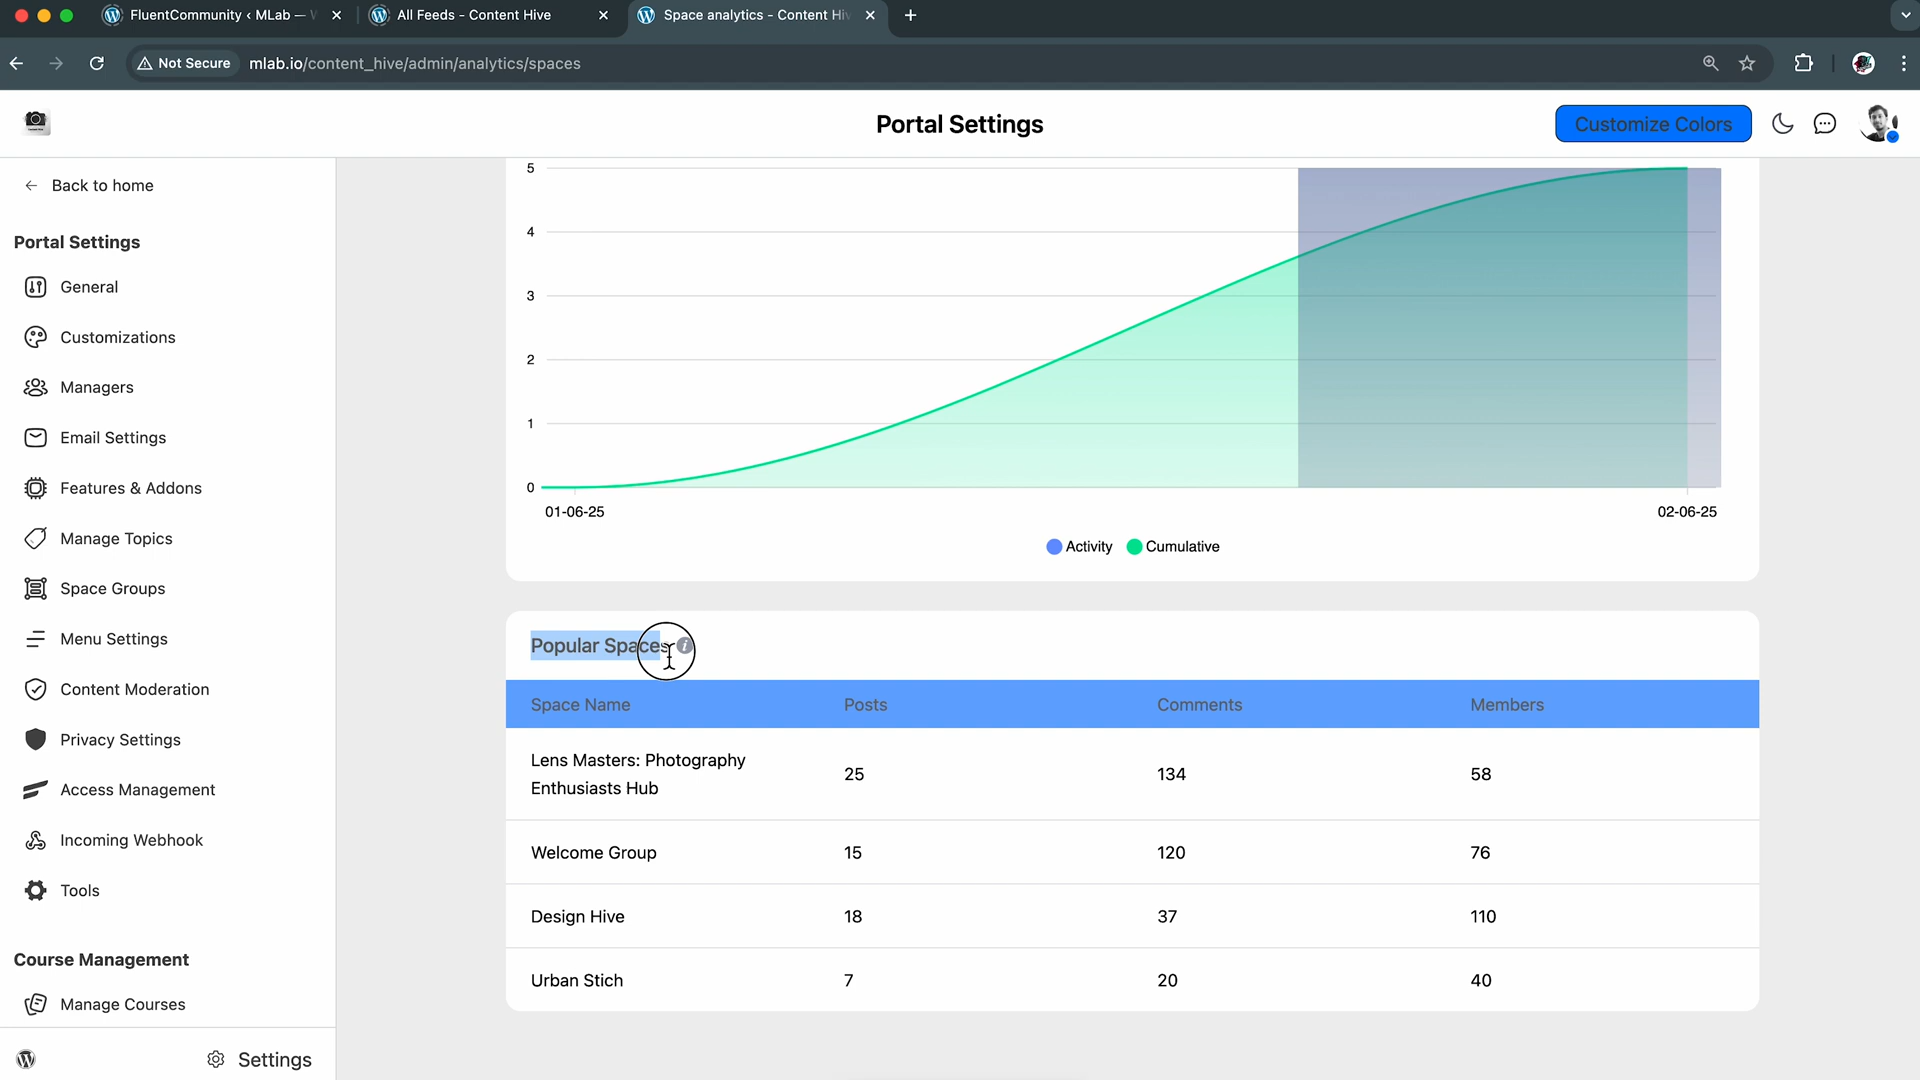 FluentCommunity ‹ MLab —
All Feeds - Content Hive
Space analytics - Content Hiv
Not Secure
mlab.io/content_hive/admin/analytics/spaces
Portal Settings
Customize Colors
Back to home
Portal Settings
General
Customizations
Managers
Email Settings
Features & Addons
Manage Topics
Space Groups
Menu Settings
Content Moderation
Privacy Settings
Access Management
Incoming Webhook
Tools
Course Management
Manage Courses
Settings
5
4
3
2
1
0
01-06-25
02-06-25
Activity
Cumulative
Popular Spaces
Space Name Posts Comments Members
Lens Masters: Photography
Enthusiasts Hub
25 134 58
Welcome Group 15 120 76
Design Hive 18 37 110
Urban Stich 7 20 40